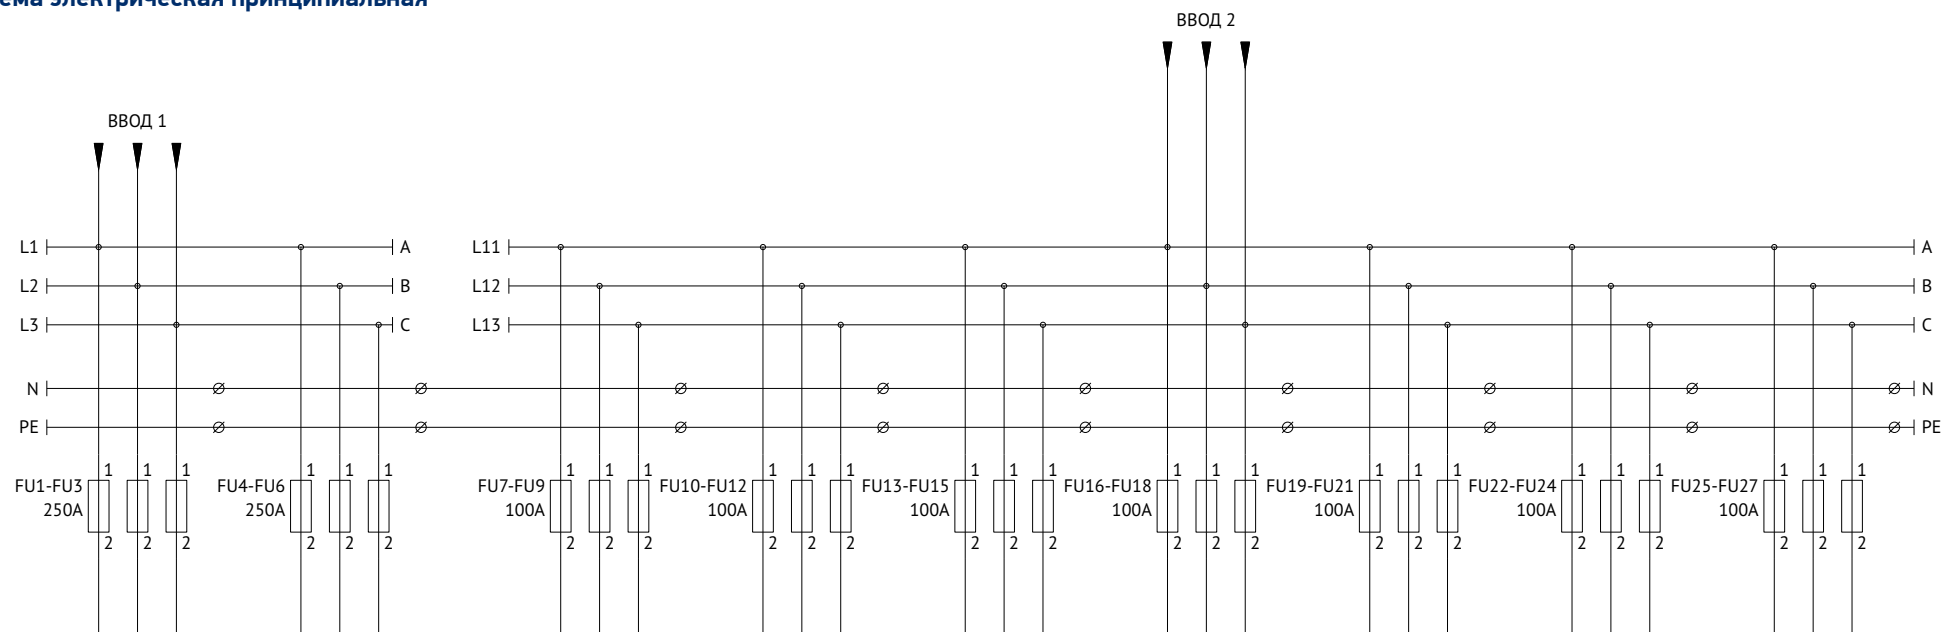 ема электрическая принципиальная
ВВОД 2
ВВОД 1
L1 A L11 A
L2 B L12 B
L3 C L13 C
N N
PE PE
1 1 1 1 1 1 1 1 1 1 1 1 1 1 1 1 1 1 1 1 1 1 1 1 1 1 1
FU1-FU3 FU4-FU6 FU7-FU9 FU10-FU12 FU13-FU15 FU16-FU18 FU19-FU21 FU22-FU24 FU25-FU27
250A 250A 100A 100A 100A 100A 100A 100A 100A
2 2 2 2 2 2 2 2 2 2 2 2 2 2 2 2 2 2 2 2 2 2 2 2 2 2 2